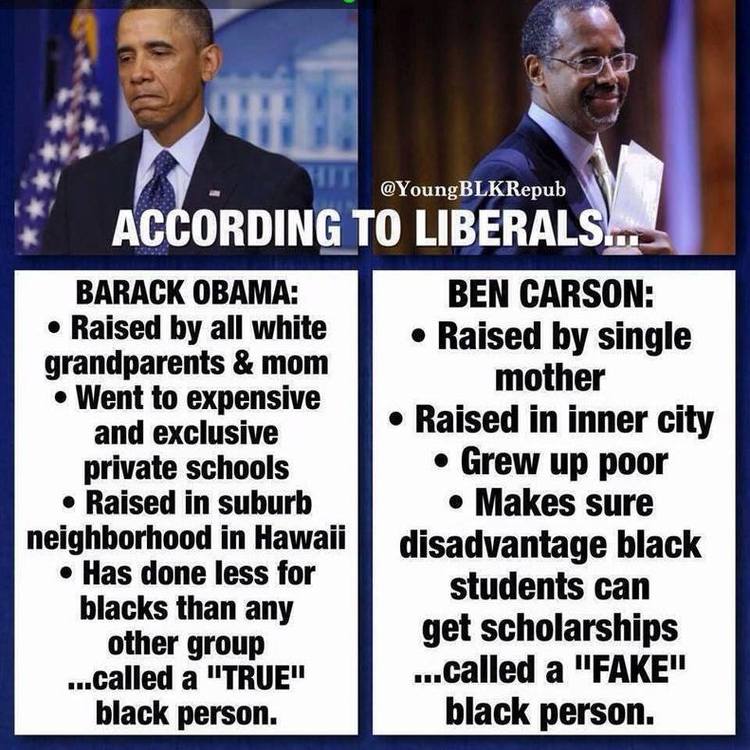 @YoungBLKRepub
ACCORDING TO LIBERALS...
BARACK OBAMA:
• Raised by all white
grandparents & mom
• Went to expensive
and exclusive
private schools
• Raised in suburb
neighborhood in Hawaii
• Has done less for
blacks than any
other group
...called a "TRUE"
black person.
BEN CARSON:
• Raised by single
mother
• Raised in inner city
• Grew up poor
• Makes sure
disadvantage black
students can
get scholarships
...called a "FAKE"
black person.